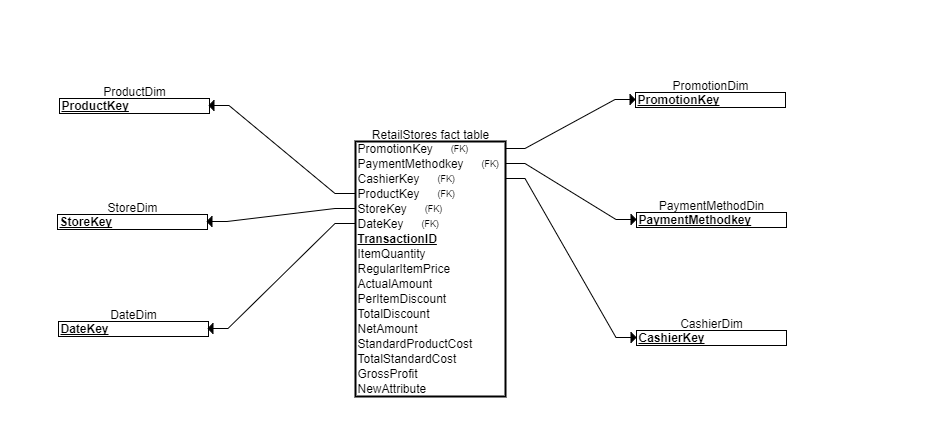 ProductDim
ProductKey
StoreDim
StoreKey
DateDim
DateKey
RetailStores fact table
PromotionKey (FK)
PaymentMethodkey (FK)
CashierKey (FK)
ProductKey (FK)
StoreKey (FK)
DateKey (FK)
TransactionID
ItemQuantity
RegularItemPrice
ActualAmount
PerItemDiscount
TotalDiscount
NetAmount
StandardProductCost
TotalStandardCost
GrossProfit
NewAttribute
PromotionDim
PromotionKey
PaymentMethodDin
PaymentMethodkey
CashierDim
CashierKey